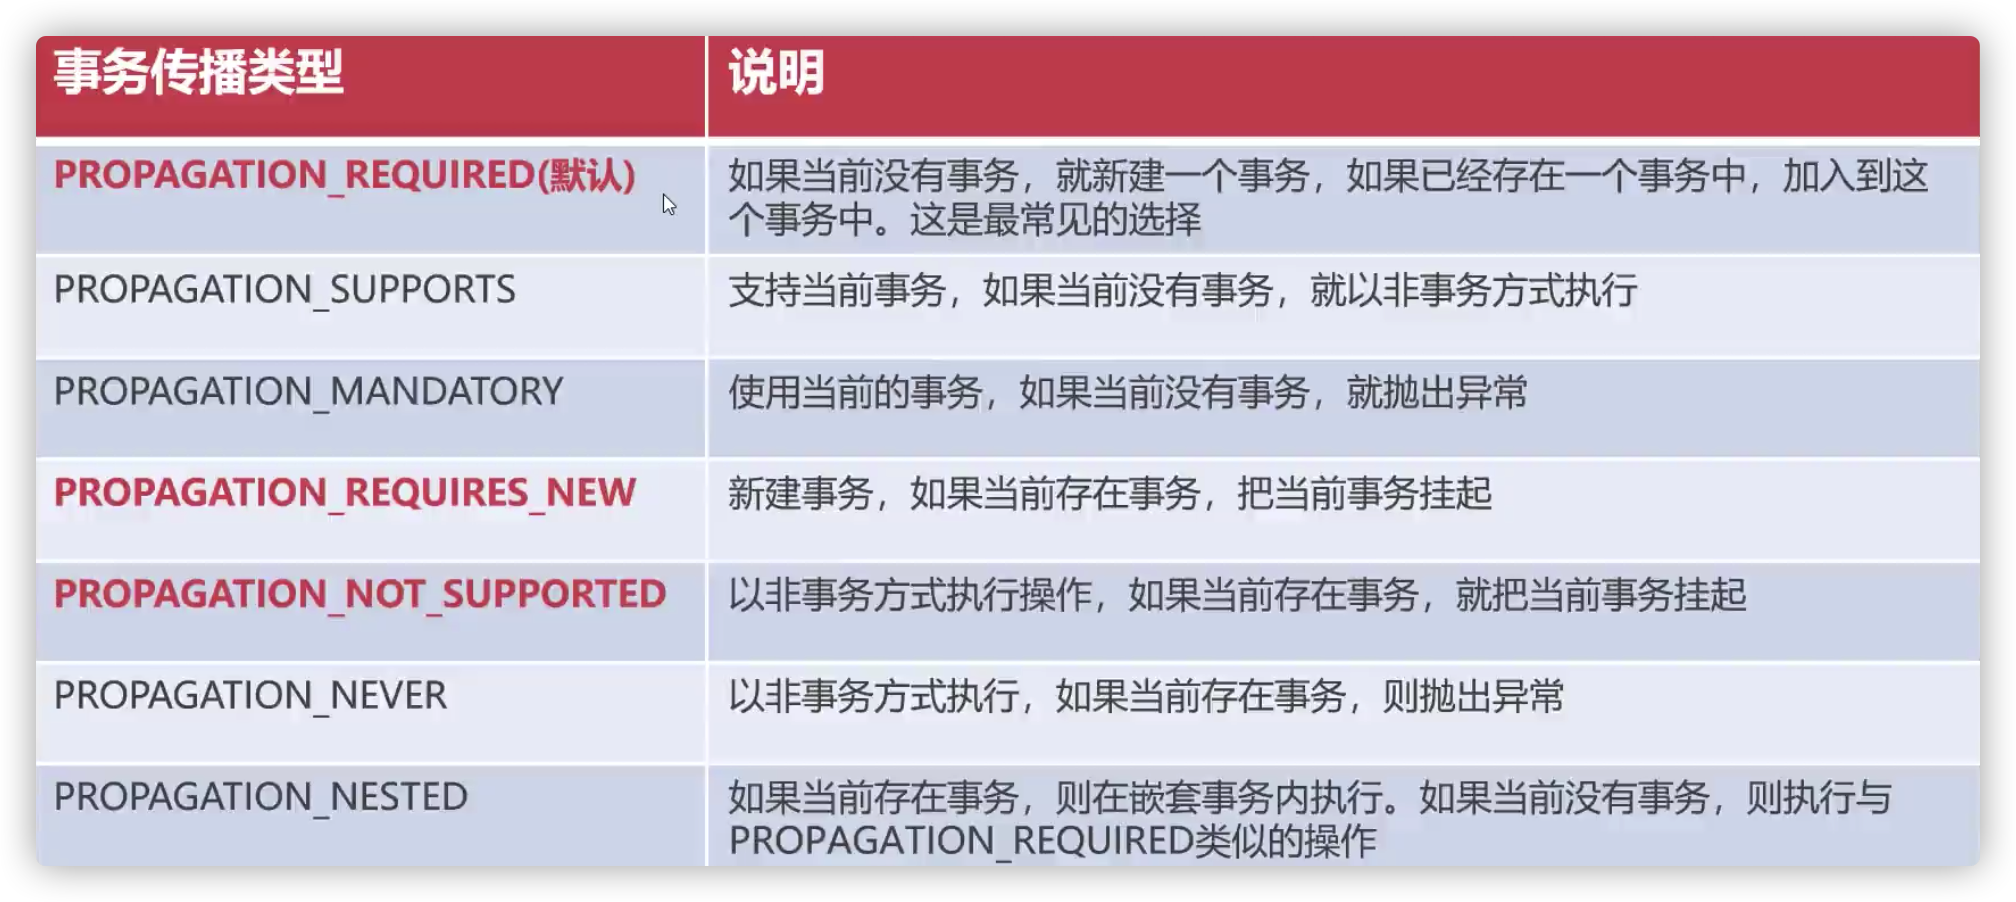 事务传播类型
说明
PROPAGATION_REQUIRED(默认)
如果当前没有事务，就新建一个事务，如果已经存在一个事务中，加入到这
个事务中。这是最常见的选择
PROPAGATION_SUPPORTS
支持当前事务，如果当前没有事务，就以非事务方式执行
PROPAGATION_MANDATORY
使用当前的事务，如果当前没有事务，就抛出异常
PROPAGATION_REQUIRES_NEW
新建事务，如果当前存在事务，把当前事务挂起
PROPAGATION_NOT_SUPPORTED
以非事务方式执行操作，如果当前存在事务，就把当前事务挂起
PROPAGATION_NEVER
以非事务方式执行，如果当前存在事务，则抛出异常
PROPAGATION_NESTED
如果当前存在事务，则在嵌套事务内执行。如果当前没有事务，则执行与
PROPAGATION_REQUIRED类似的操作